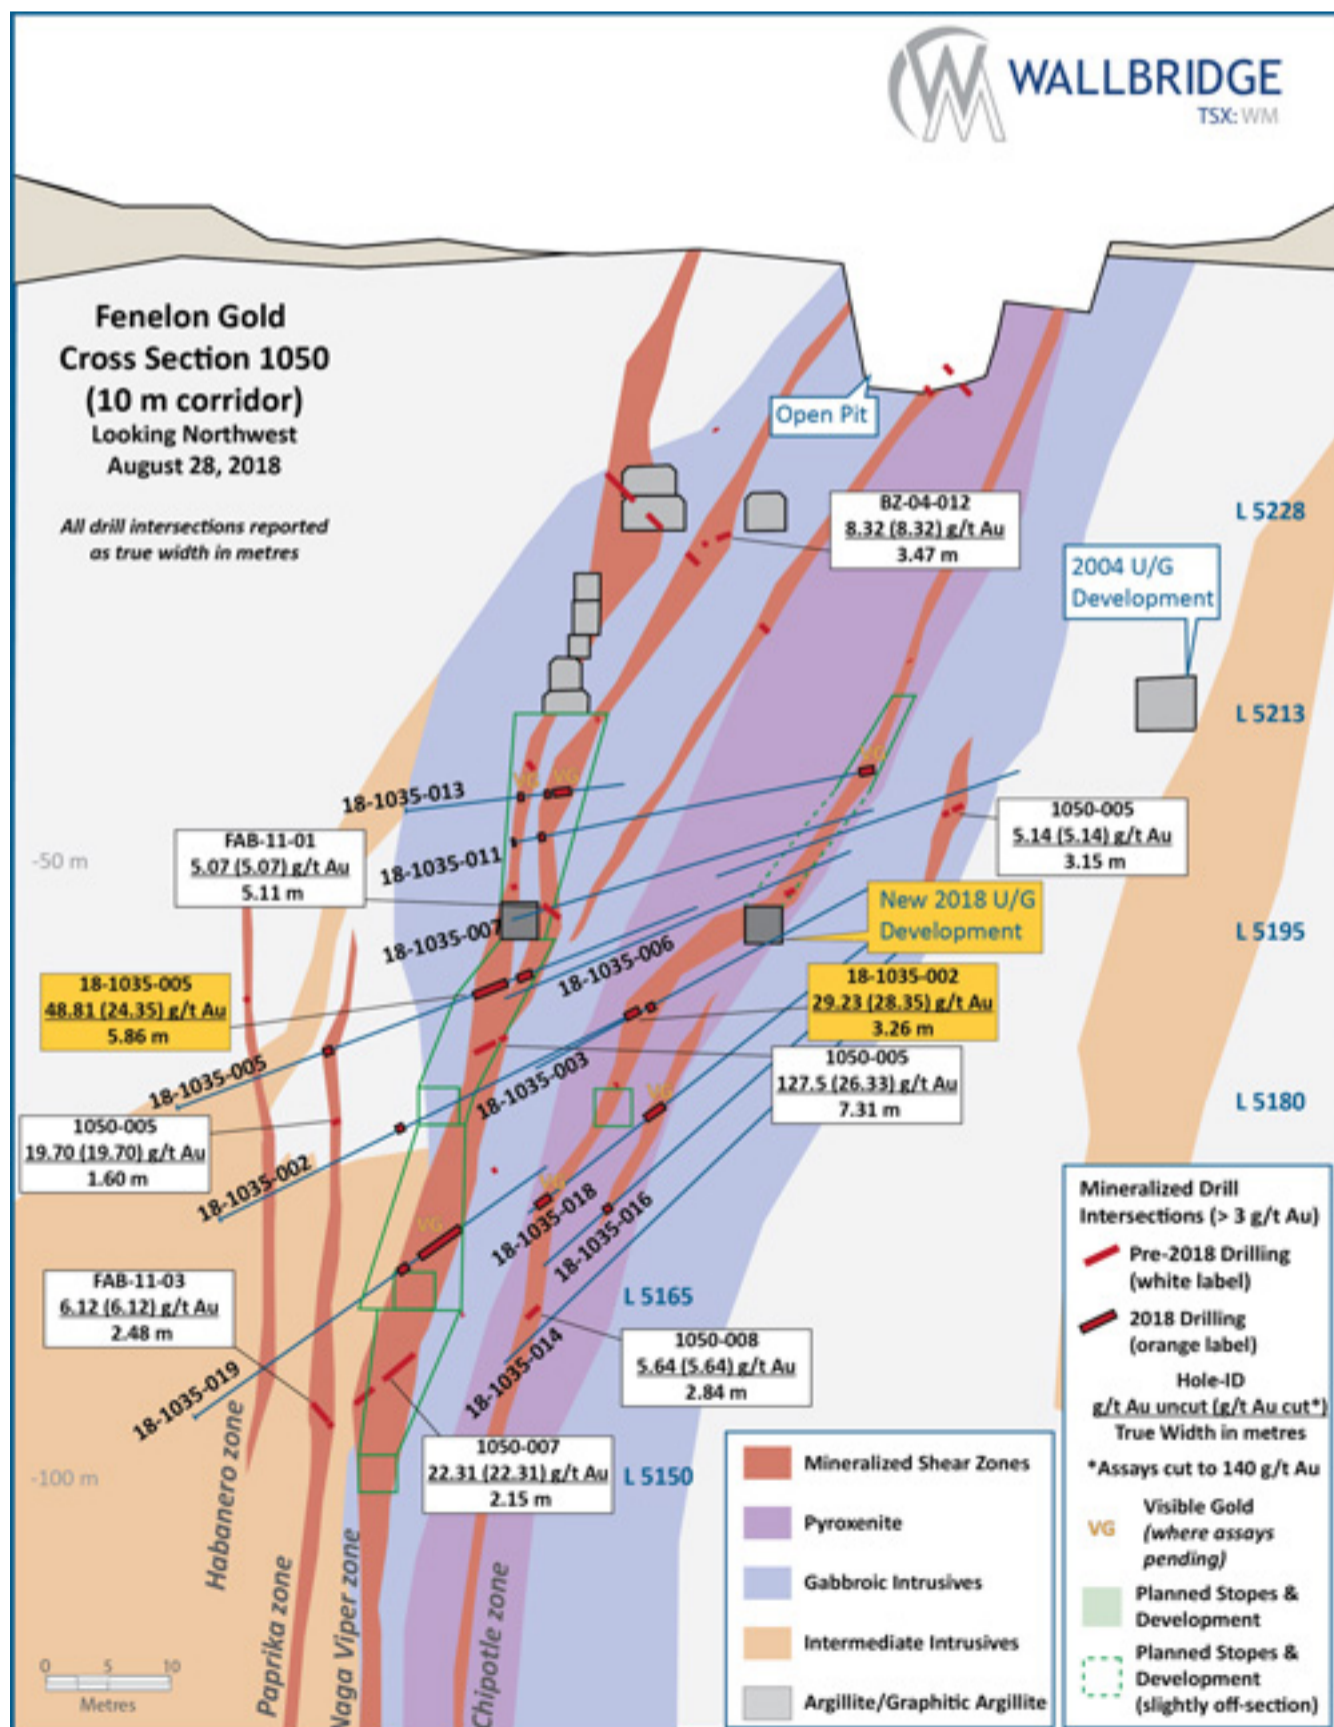 WALLBRIDGE
TSX: WM
Fenelon Gold
Cross Section 1050
(10 m corridor)
Looking Northwest
August 28, 2018
All drill intersections reported
as true width in metres
Open Pit
BZ-04-012
8.32 (8.32) g/t Au
3.47 m
L 5228
2004 U/G
Development
L 5213
VG
VG
VG
18-1035-013
1050-005
5.14 (5.14) g/t Au
3.15 m
FAB-11-01
5.07 (5.07) g/t Au
5.11 m
-50 m
18-1035-011
New 2018 U/G
Development
L 5195
18-1035-007
18-1035-006
18-1035-005
48.81 (24.35) g/t Au
5.86 m
18-1035-002
29.23 (28.35) g/t Au
3.26 m
18-1035-005
18-1035-003
1050-005
127.5 (26.33) g/t Au
7.31 m
VG
L 5180
1050-005
19.70 (19.70) g/t Au
1.60 m
18-1035-002
VG
VG
18-1035-018
18-1035-016
FAB-11-03
6.12 (6.12) g/t Au
2.48 m
L 5165
18-1035-019
18-1035-014
1050-008
5.64 (5.64) g/t Au
2.84 m
1050-007
22.31 (22.31) g/t Au
2.15 m
L 5150
-100 m
Habanero zone
Paprika zone
Naga Viper zone
Chipotle zone
0 5 10
Metres
Mineralized Shear Zones
Pyroxenite
Gabbroic Intrusives
Intermediate Intrusives
Argillite/Graphitic Argillite
Mineralized Drill
Intersections (> 3 g/t Au)
Pre-2018 Drilling
(white label)
2018 Drilling
(orange label)
Hole-ID
g/t Au uncut (g/t Au cut*)
True Width in metres
*Assays cut to 140 g/t Au
VG
Visible Gold
(where assays
pending)
Planned Stopes &
Development
Planned Stopes &
Development
(slightly off-section)